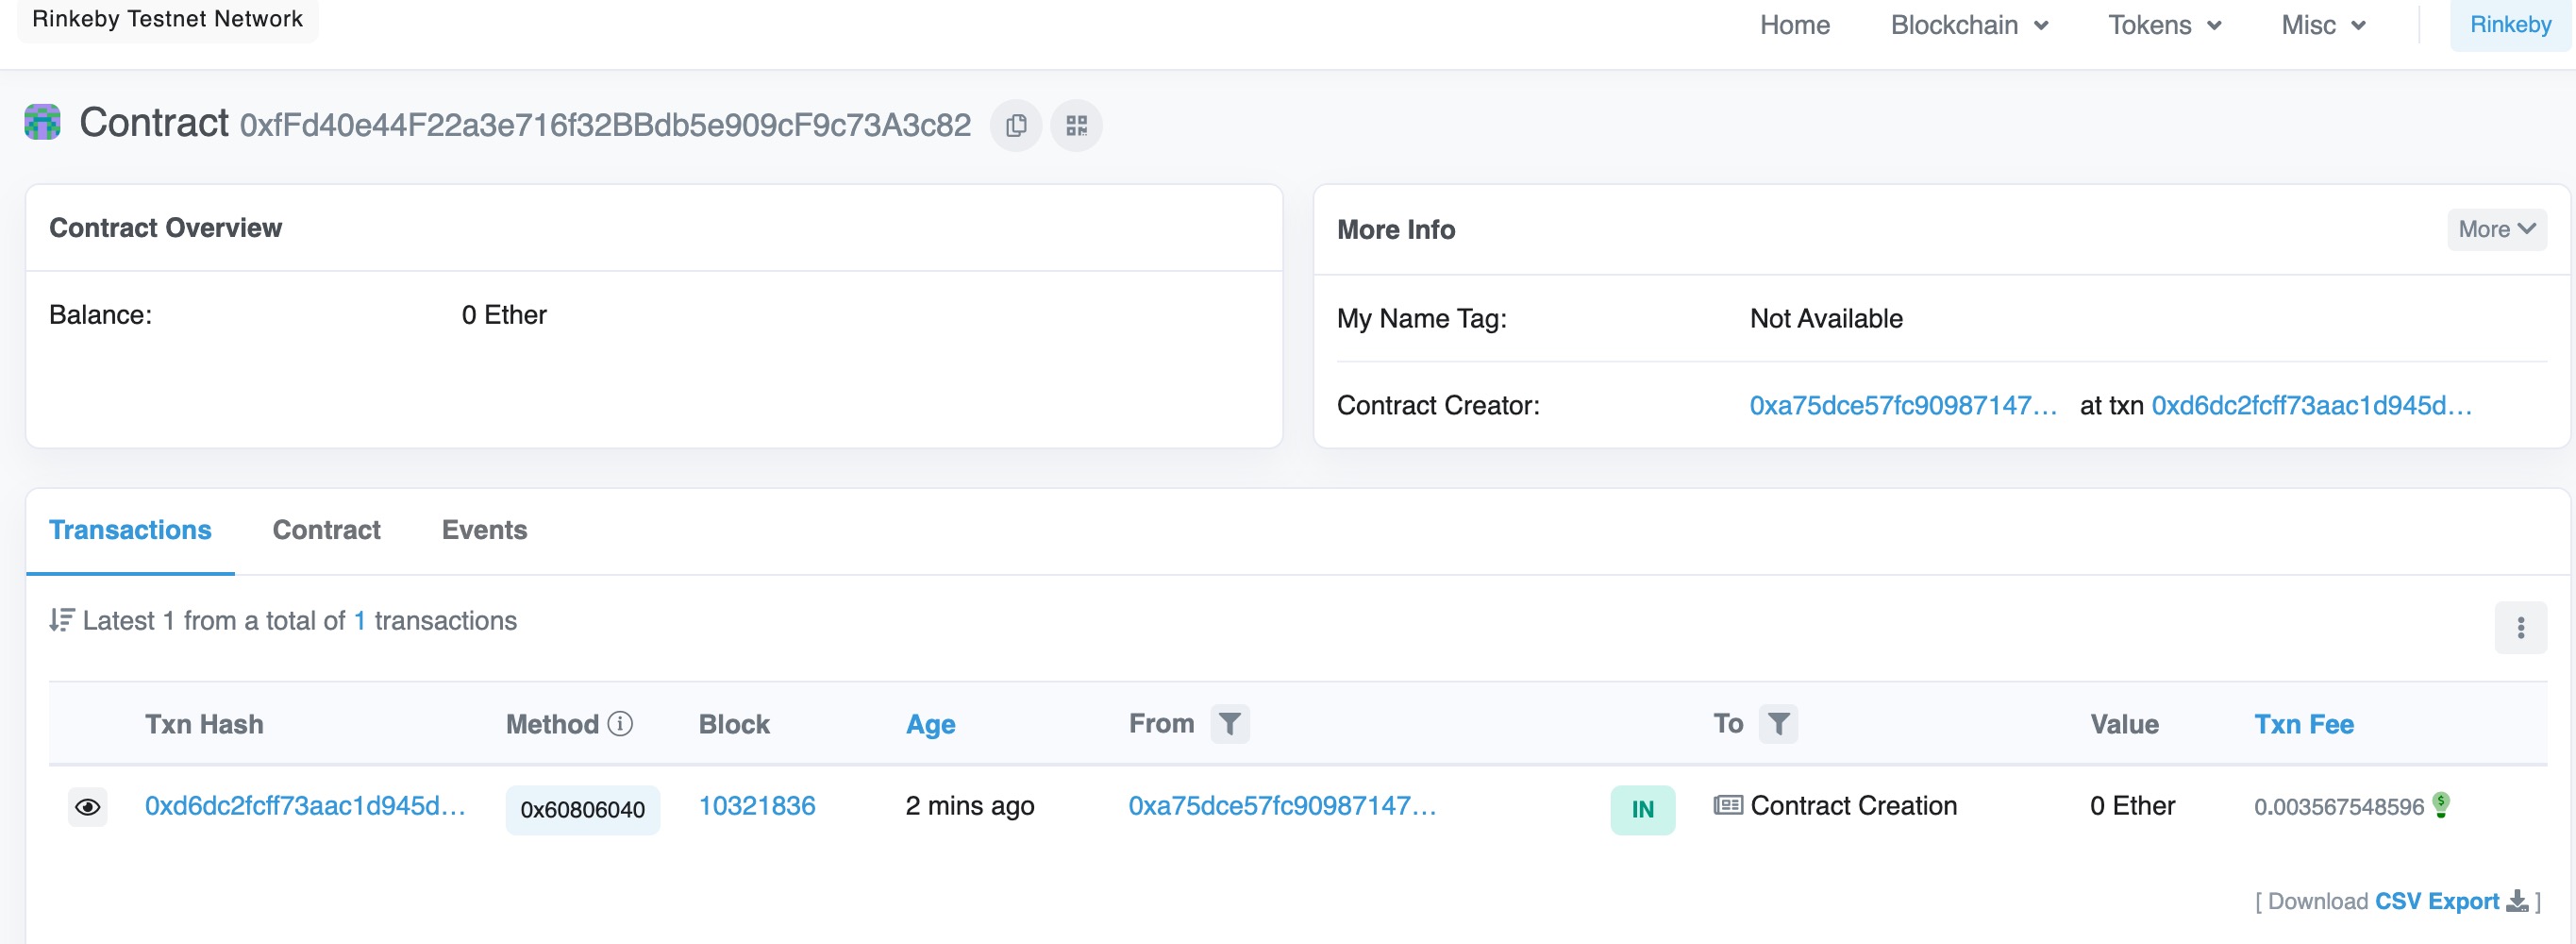 Rinkeby Testnet Network
Home Blockchain Tokens Misc Rinkeby
Contract 0xfFd40e44F22a3e716f32BBdb5e909cF9c73A3c82
Contract Overview
Balance: 0 Ether
More Info More
My Name Tag: Not Available
Contract Creator: 0xa75dce57fc90987147... at txn 0xd6dc2fcff73aac1d945d...
Transactions Contract Events
Latest 1 from a total of 1 transactions
Txn Hash Method Block Age From To Value Txn Fee
0xd6dc2fcff73aac1d945d... 0x60806040 10321836 2 mins ago 0xa75dce57fc90987147... IN Contract Creation 0 Ether 0.003567548596
[ Download CSV Export ]